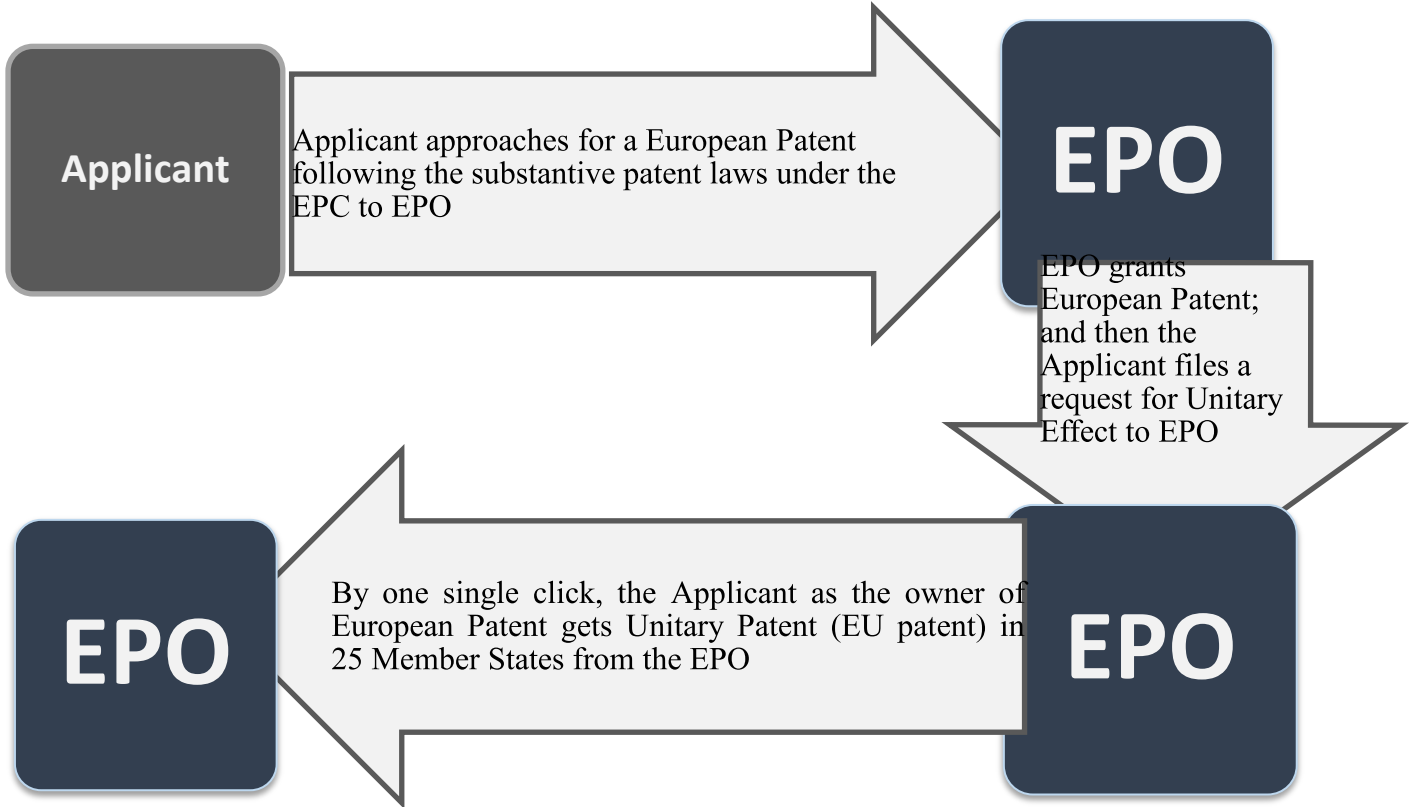 Applicant
Applicant approaches for a European Patent
following the substantive patent laws under the
EPC to EPO
EPO
EPO grants
European Patent;
and then the
Applicant files a
request for Unitary
Effect to EPO
EPO
By one single click, the Applicant as the owner of
European Patent gets Unitary Patent (EU patent) in
25 Member States from the EPO
EPO